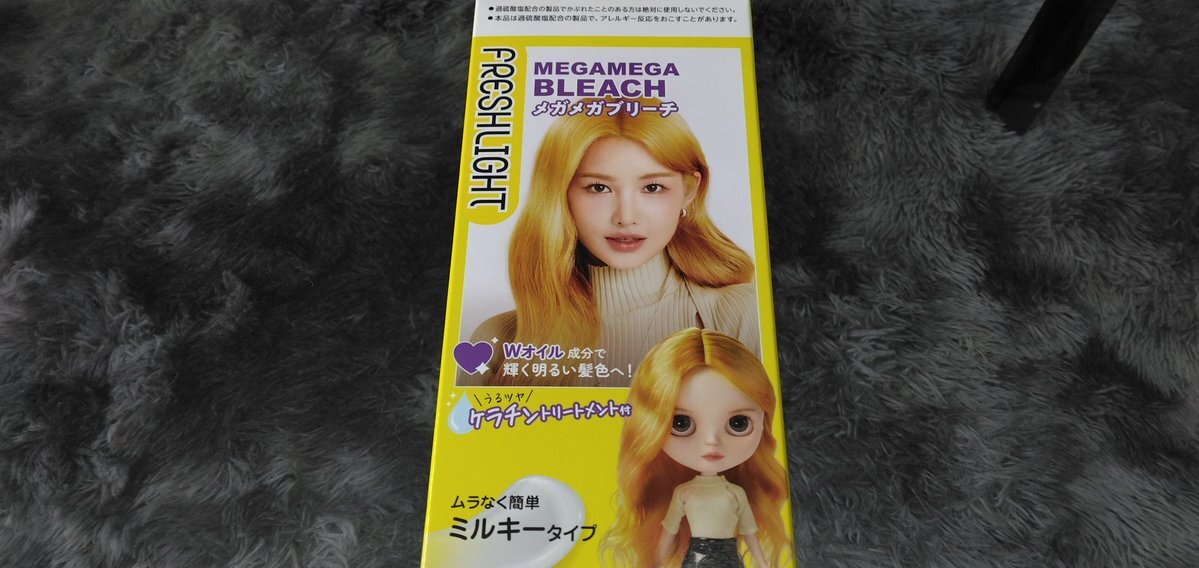 ●過硫酸塩配合の製品でかぶれたことのある方は絶対に使用しないでください。
●本品は過硫酸塩配合の製品で、アレルギー反応をおこすことがあります。
FRESHLIGHT
MEGAMEGA
BLEACH
メガメガブリーチ
Wオイル成分で
輝く明るい髪色へ!
\うるツヤ/
ケラチントリートメント付
ムラなく簡単
ミルキータイプ